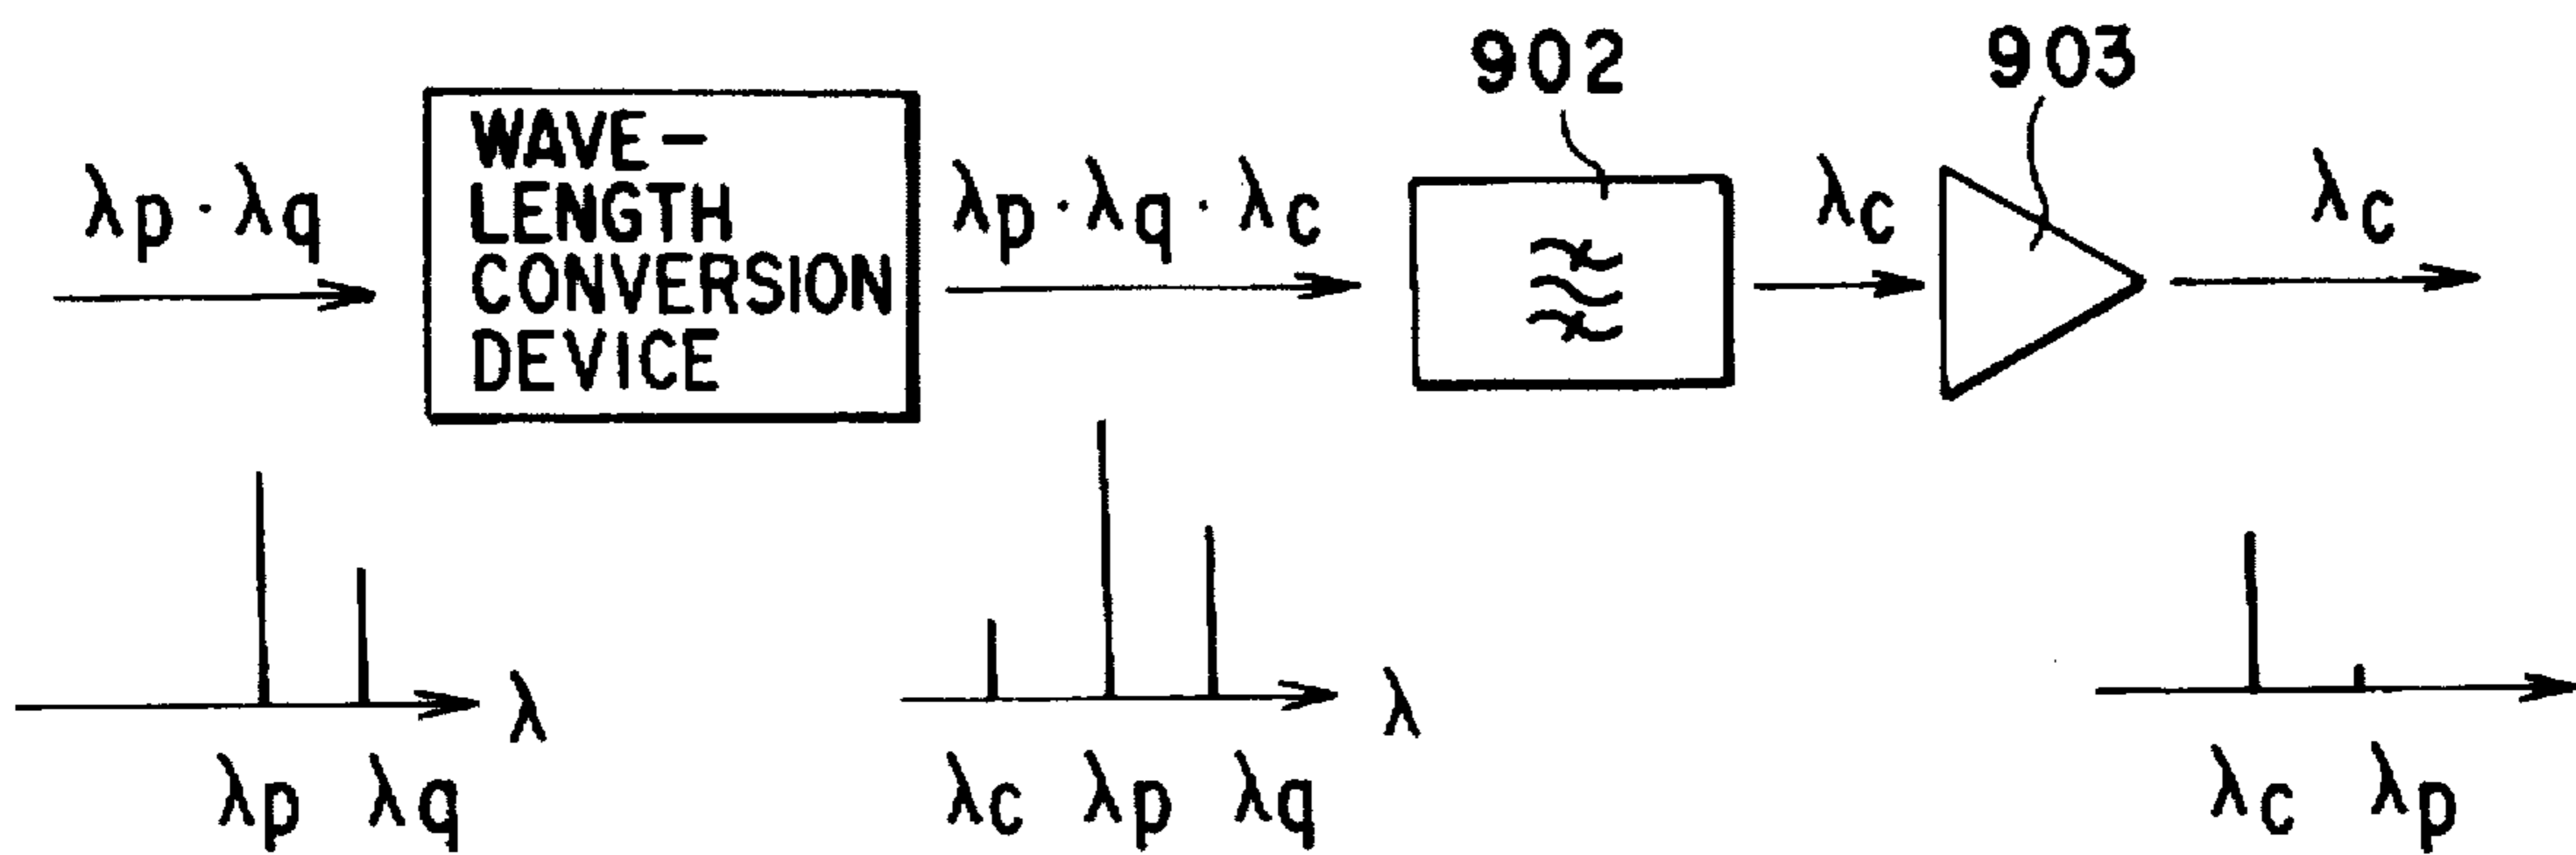 902
903
λp · λq
WAVE-
LENGTH
CONVERSION
DEVICE
λp · λq · λc
λc
λc
λ
λp λq
λ
λc λp λq
λc λp